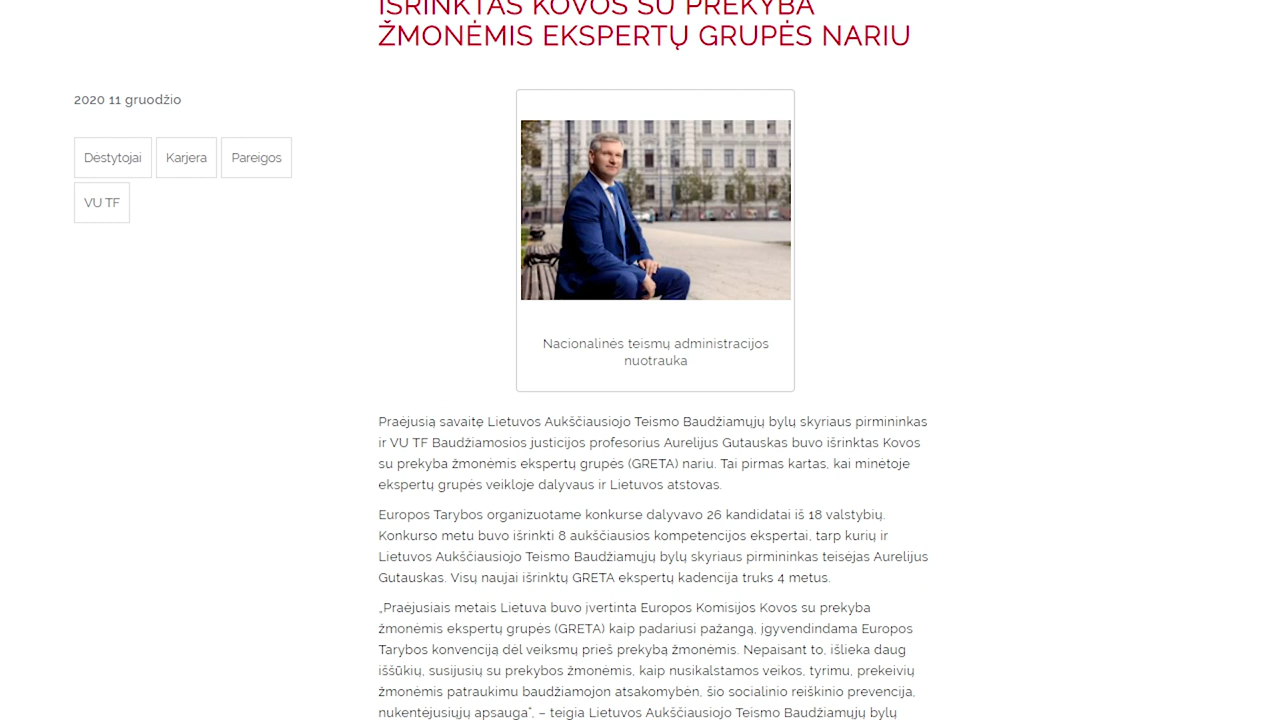 IŠRINKTAS KOVOS SU PREKYBA
ŽMONĖMIS EKSPERTŲ GRUPĖS NARIU
2020 11 gruodžio
Dėstytojai
Karjera
Pareigos
VU TF
Nacionalinės teismų administracijos
nuotrauka
Praėjusią savaitę Lietuvos Aukščiausiojo Teismo Baudžiamųjų bylų skyriaus pirmininkas
ir VU TF Baudžiamosios justicijos profesorius Aurelijus Gutauskas buvo išrinktas Kovos
su prekyba žmonėmis ekspertų grupės (GRETA) nariu. Tai pirmas kartas, kai minėtoje
ekspertų grupės veikloje dalyvaus ir Lietuvos atstovas.
Europos Tarybos organizuotame konkurse dalyvavo 26 kandidatai iš 18 valstybių.
Konkurso metu buvo išrinkti 8 aukščiausios kompetencijos ekspertai, tarp kurių ir
Lietuvos Aukščiausiojo Teismo Baudžiamųjų bylų skyriaus pirmininkas teisėjas Aurelijus
Gutauskas. Visų naujai išrinktų GRETA ekspertų kadencija truks 4 metus.
„Praėjusiais metais Lietuva buvo įvertinta Europos Komisijos Kovos su prekyba
žmonėmis ekspertų grupės (GRETA) kaip padariusi pažangą, įgyvendindama Europos
Tarybos konvenciją dėl veiksmų prieš prekybą žmonėmis. Nepaisant to, išlieka daug
iššūkių, susijusių su prekybos žmonėmis, kaip nusikalstamos veikos, tyrimu, prekeivių
žmonėmis patraukimu baudžiamojon atsakomybėn, šio socialinio reiškinio prevencija,
nukentėjusiųjų apsauga“, – teigia Lietuvos Aukščiausiojo Teismo Baudžiamųjų bylų